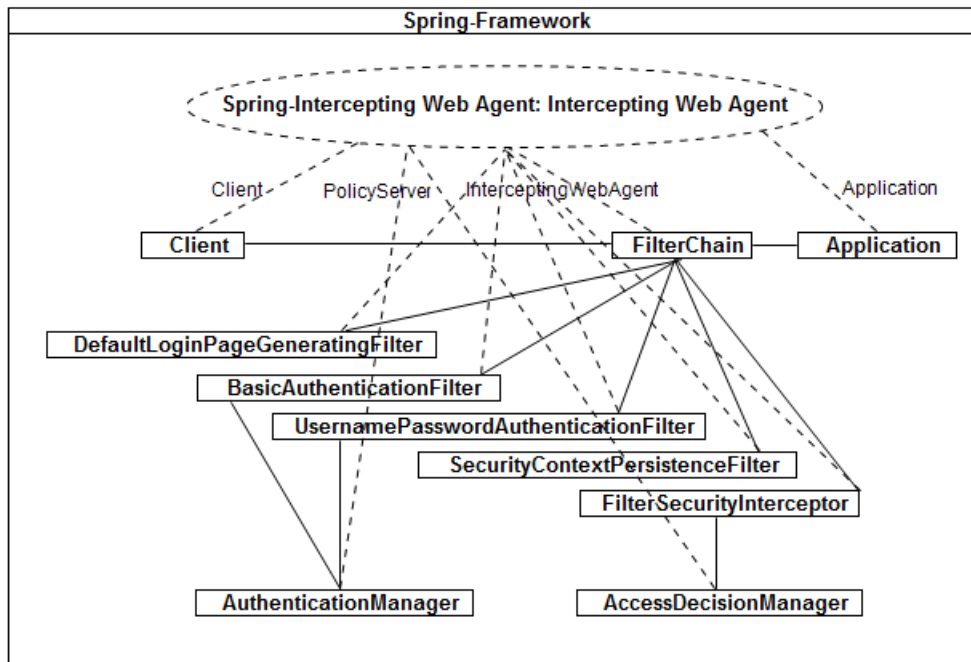 Spring-Framework
Spring-Intercepting Web Agent: Intercepting Web Agent
Client
PolicyServer
InterceptingWebAgent
Application
Client
FilterChain
Application
DefaultLoginPageGeneratingFilter
BasicAuthenticationFilter
UsernamePasswordAuthenticationFilter
SecurityContextPersistenceFilter
FilterSecurityInterceptor
AuthenticationManager
AccessDecisionManager